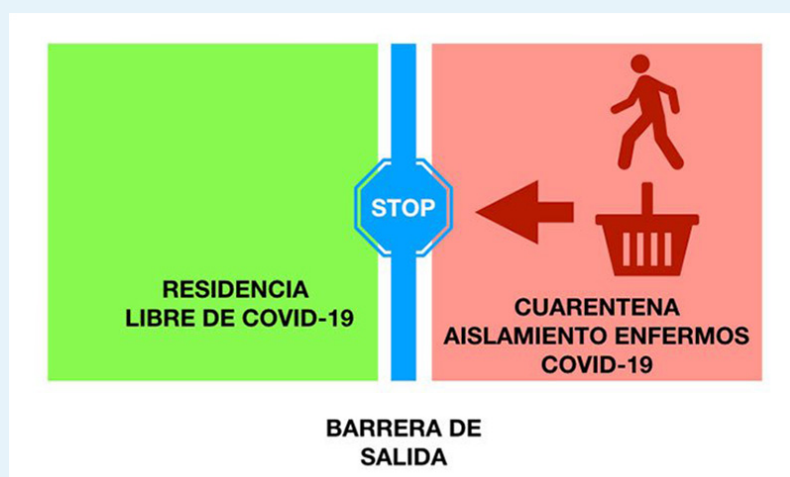 STOP
RESIDENCIA
LIBRE DE COVID-19
CUARENTENA
AISLAMIENTO ENFERMOS
COVID-19
BARRERA DE
SALIDA